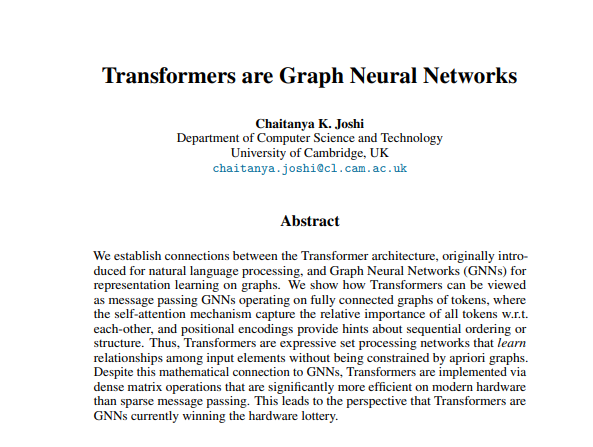 Transformers are Graph Neural Networks
Chaitanya K. Joshi
Department of Computer Science and Technology
University of Cambridge, UK
chaitanya.joshi@cl.cam.ac.uk
Abstract
We establish connections between the Transformer architecture, originally intro-
duced for natural language processing, and Graph Neural Networks (GNNs) for
representation learning on graphs. We show how Transformers can be viewed
as message passing GNNs operating on fully connected graphs of tokens, where
the self-attention mechanism capture the relative importance of all tokens w.r.t.
each-other, and positional encodings provide hints about sequential ordering or
structure. Thus, Transformers are expressive set processing networks that learn
relationships among input elements without being constrained by apriori graphs.
Despite this mathematical connection to GNNs, Transformers are implemented via
dense matrix operations that are significantly more efficient on modern hardware
than sparse message passing. This leads to the perspective that Transformers are
GNNs currently winning the hardware lottery.